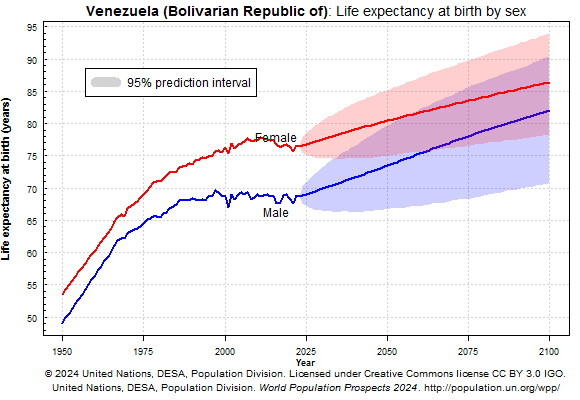 Venezuela (Bolivarian Republic of): Life expectancy at birth by sex
95
90
85
80
75
70
65
60
55
50
Life expectancy at birth (years)
95% prediction interval
Female
Male
1950 1975 2000 2025 2050 2075 2100
Year
© 2024 United Nations, DESA, Population Division. Licensed under Creative Commons license CC BY 3.0 IGO.
United Nations, DESA, Population Division. World Population Prospects 2024. http://population.un.org/wpp/